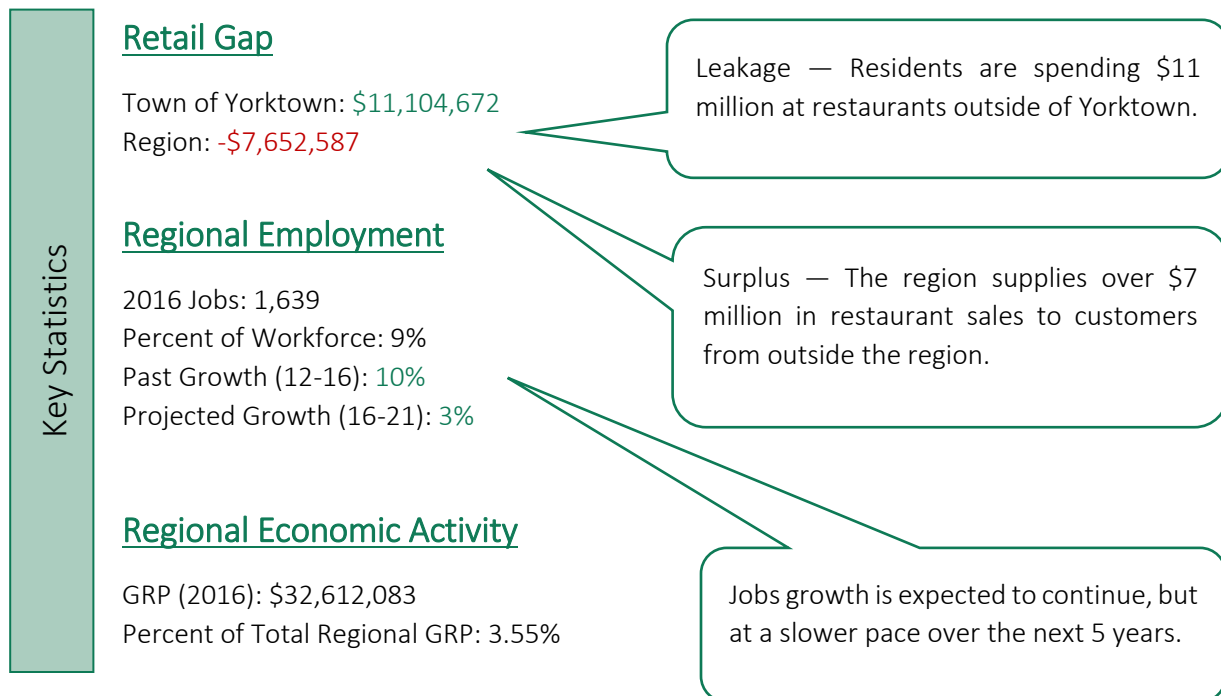 Key Statistics
Retail Gap
Town of Yorktown: $11,104,672
Region: -$7,652,587
Leakage — Residents are spending $11
million at restaurants outside of Yorktown.
Surplus — The region supplies over $7
million in restaurant sales to customers
from outside the region.
Regional Employment
2016 Jobs: 1,639
Percent of Workforce: 9%
Past Growth (12-16): 10%
Projected Growth (16-21): 3%
Jobs growth is expected to continue, but
at a slower pace over the next 5 years.
Regional Economic Activity
GRP (2016): $32,612,083
Percent of Total Regional GRP: 3.55%